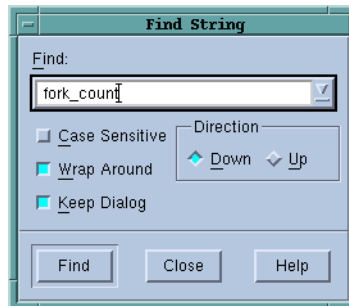 Find String
Find:
fork_count
Case Sensitive
Direction
Down Up
Wrap Around
Keep Dialog
Find Close Help